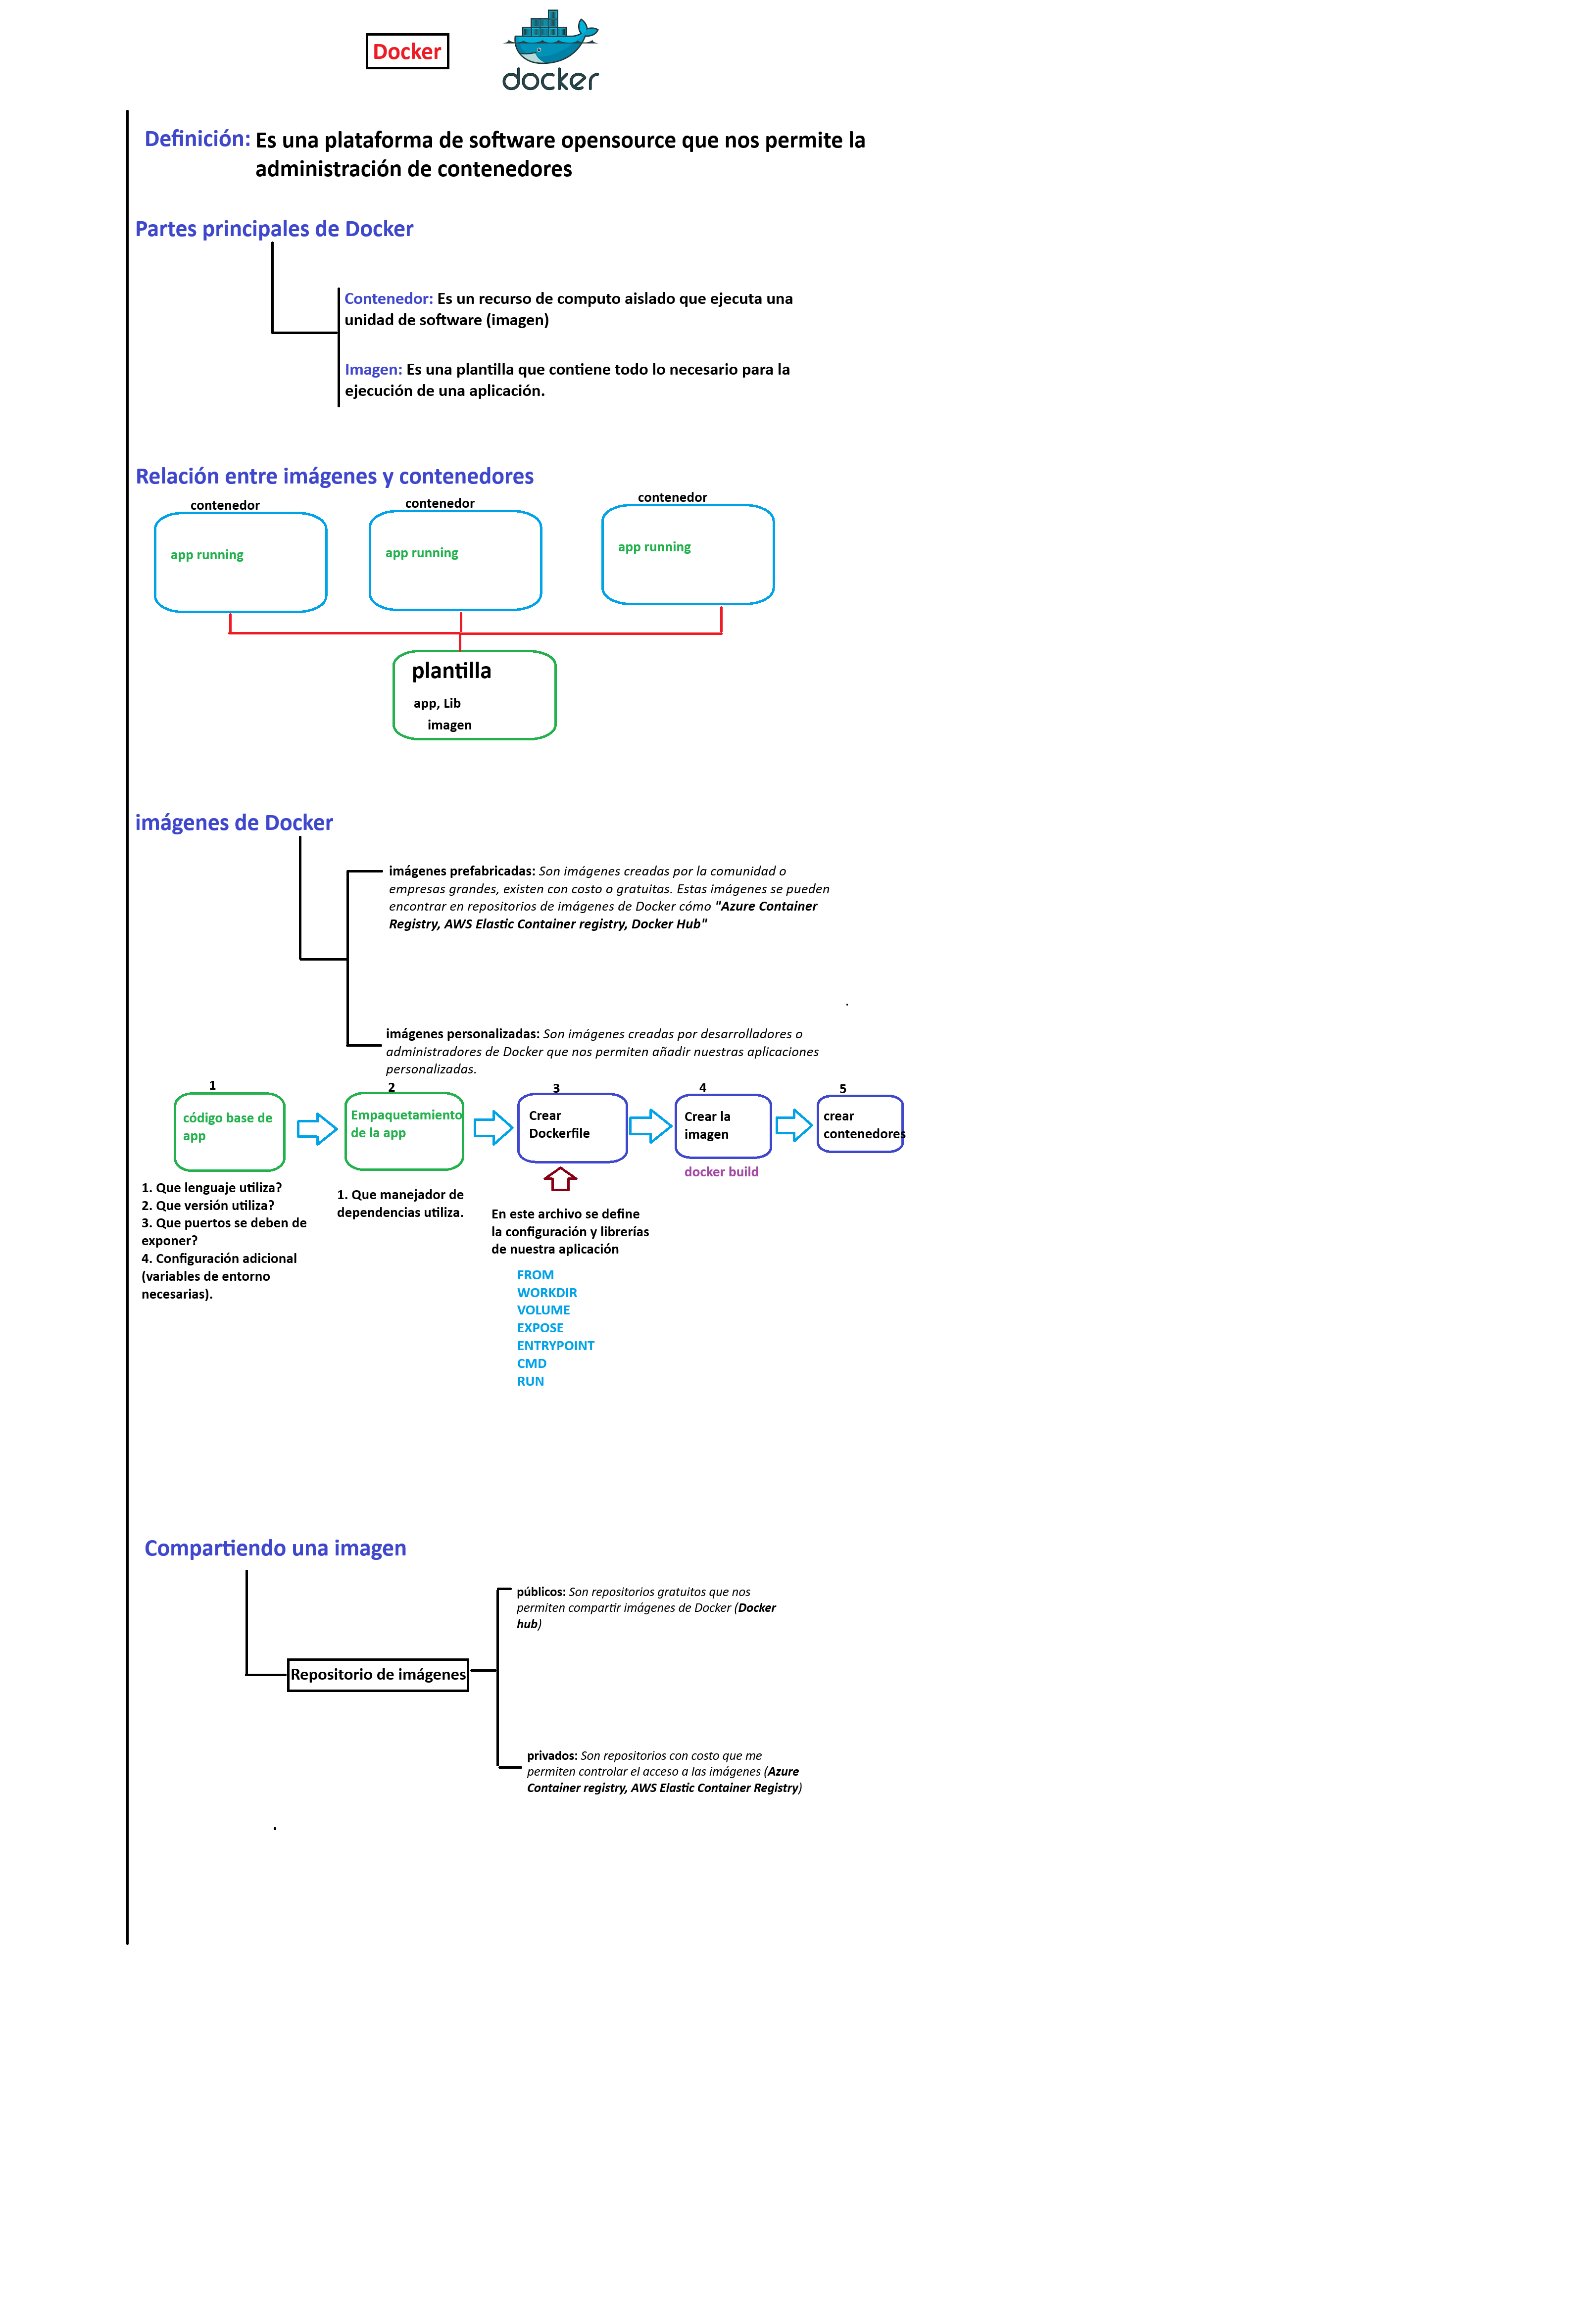 Docker
docker
Definición: Es una plataforma de software opensource que nos permite la
administración de contenedores
Partes principales de Docker
Contenedor: Es un recurso de computo aislado que ejecuta una
unidad de software (imagen)
Imagen: Es una plantilla que contiene todo lo necesario para la
ejecución de una aplicación.
Relación entre imágenes y contenedores
contenedor
contenedor
contenedor
app running
app running
app running
plantilla
app, Lib
imagen
imágenes de Docker
imágenes prefabricadas: Son imágenes creadas por la comunidad o
empresas grandes, existen con costo o gratuitas. Estas imágenes se pueden
encontrar en repositorios de imágenes de Docker cómo "Azure Container
Registry, AWS Elastic Container registry, Docker Hub"
imágenes personalizadas: Son imágenes creadas por desarrolladores o
administradores de Docker que nos permiten añadir nuestras aplicaciones
personalizadas.
1
código base de
app
1. Que lenguaje utiliza?
2. Que versión utiliza?
3. Que puertos se deben de
exponer?
4. Configuración adicional
(variables de entorno
necesarias).
2
Empaquetamiento
de la app
1. Que manejador de
dependencias utiliza.
3
Crear
Dockerfile
En este archivo se define
la configuración y librerías
de nuestra aplicación
FROM
WORKDIR
VOLUME
EXPOSE
ENTRYPOINT
CMD
RUN
4
Crear la
imagen
docker build
5
crear
contenedores
Compartiendo una imagen
Repositorio de imágenes
públicos: Son repositorios gratuitos que nos
permiten compartir imágenes de Docker (Docker
hub)
privados: Son repositorios con costo que me
permiten controlar el acceso a las imágenes (Azure
Container registry, AWS Elastic Container Registry)